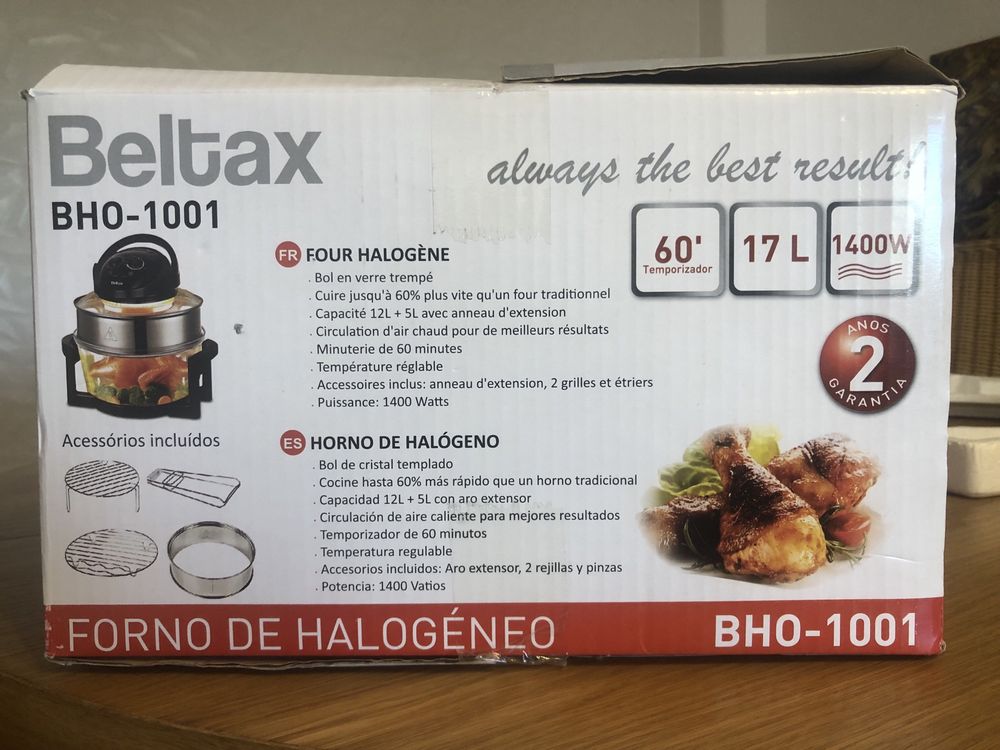 Beltax
BHO-1001
always the best result!
60'
Temporizador
17 L
1400W
Beltax
FR FOUR HALOGÈNE
. Bol en verre trempé
. Cuire jusqu'à 60% plus vite qu'un four traditionnel
. Capacité 12L + 5L avec anneau d'extension
. Circulation d'air chaud pour de meilleurs résultats
. Minuterie de 60 minutes
. Température réglable
. Accessoires inclus: anneau d'extension, 2 grilles et étriers
. Puissance: 1400 Watts
ANOS
2
GARANTIA
Acessórios incluídos
ES HORNO DE HALÓGENO
. Bol de cristal templado
. Cocine hasta 60% más rápido que un horno tradicional
. Capacidad 12L + 5L con aro extensor
. Circulación de aire caliente para mejores resultados
. Temporizador de 60 minutos
. Temperatura regulable
. Accesorios incluidos: Aro extensor, 2 rejillas y pinzas
. Potencia: 1400 Vatios
FORNO DE HALOGÉNEO
BHO-1001